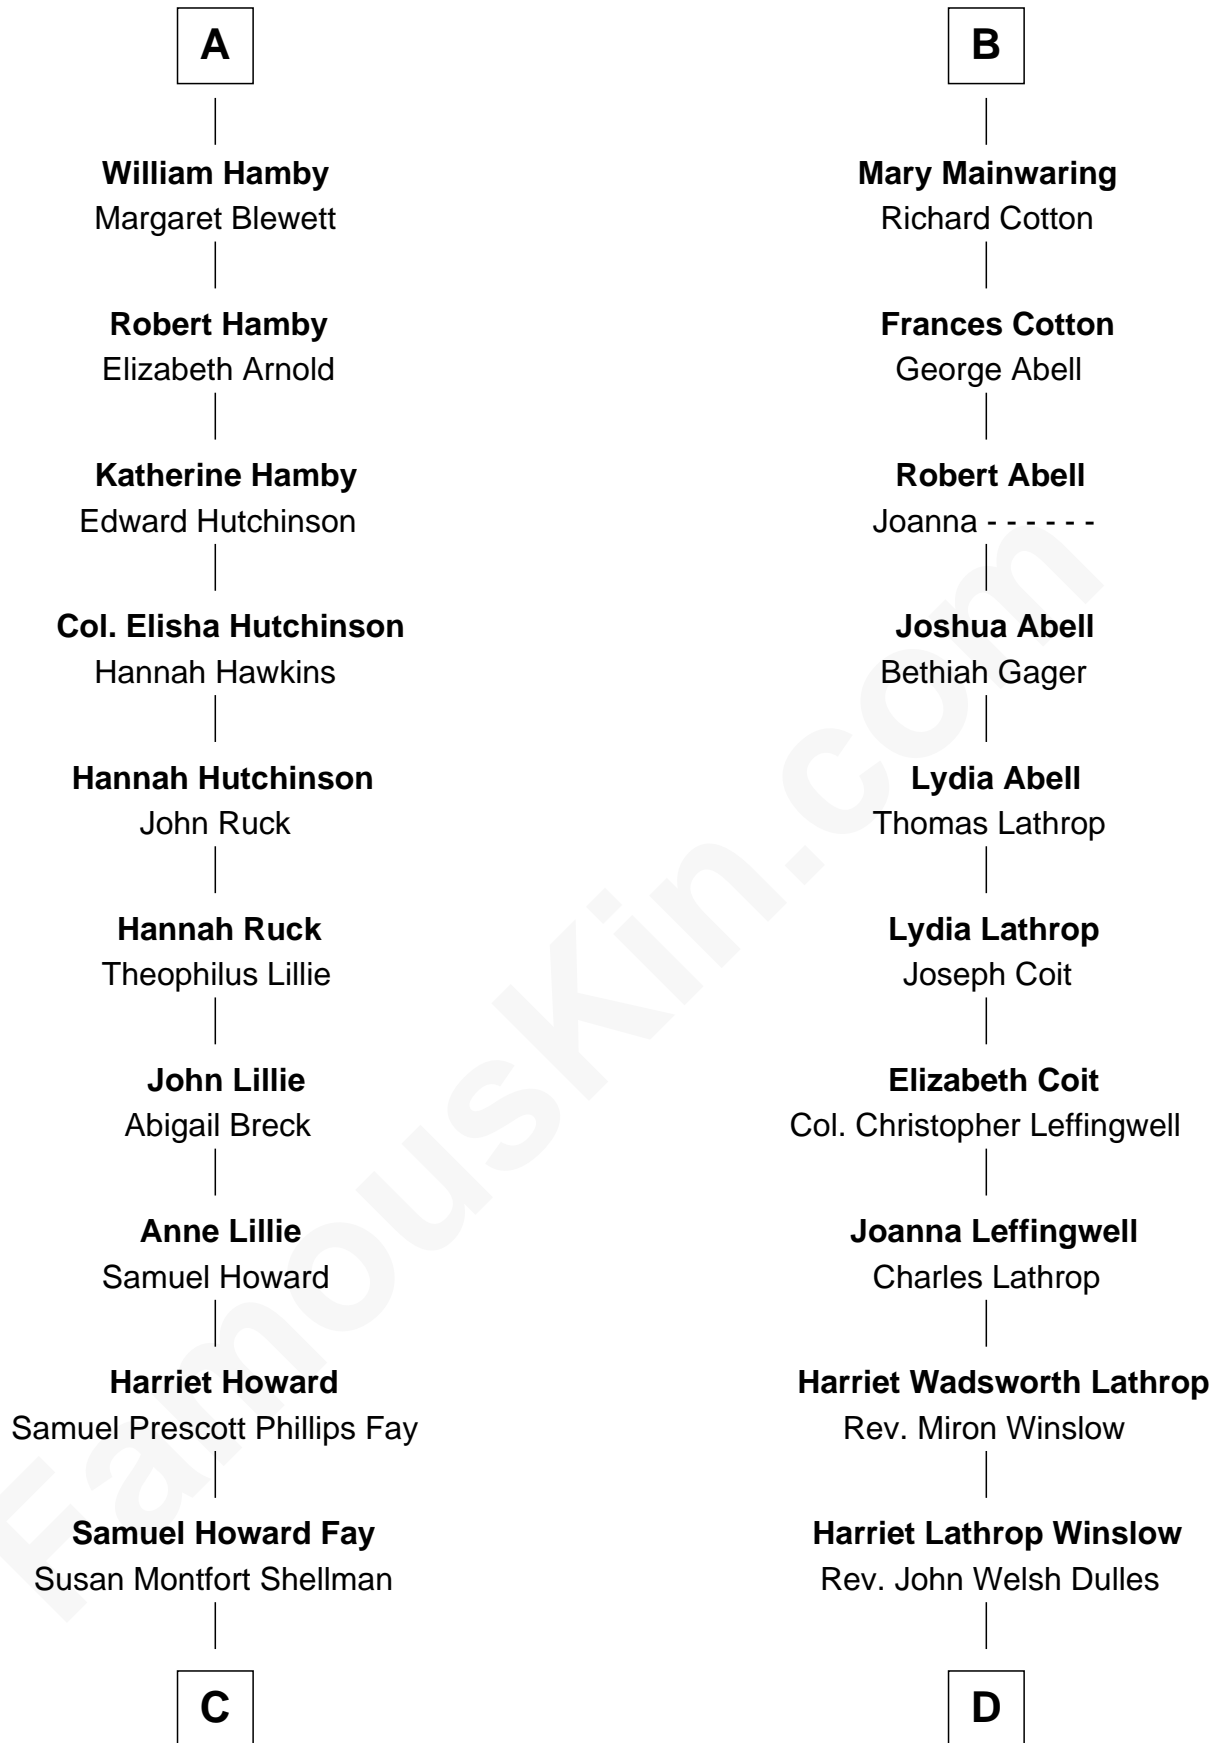 A
William Hamby
Margaret Blewett
Robert Hamby
Elizabeth Arnold
Katherine Hamby
Edward Hutchinson
Col. Elisha Hutchinson
Hannah Hawkins
Hannah Hutchinson
John Ruck
Hannah Ruck
Theophilus Lillie
John Lillie
Abigail Breck
Anne Lillie
Samuel Howard
Harriet Howard
Samuel Prescott Phillips Fay
Samuel Howard Fay
Susan Montfort Shellman
C
B
Mary Mainwaring
Richard Cotton
Frances Cotton
George Abell
Robert Abell
Joanna - - - - - -
Joshua Abell
Bethiah Gager
Lydia Abell
Thomas Lathrop
Lydia Lathrop
Joseph Coit
Elizabeth Coit
Col. Christopher Leffingwell
Joanna Leffingwell
Charles Lathrop
Harriet Wadsworth Lathrop
Rev. Miron Winslow
Harriet Lathrop Winslow
Rev. John Welsh Dulles
D
FamousKin.com